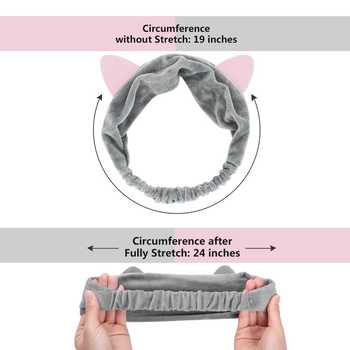 Circumference
without Stretch: 19 inches
Circumference after
Fully Stretch: 24 inches